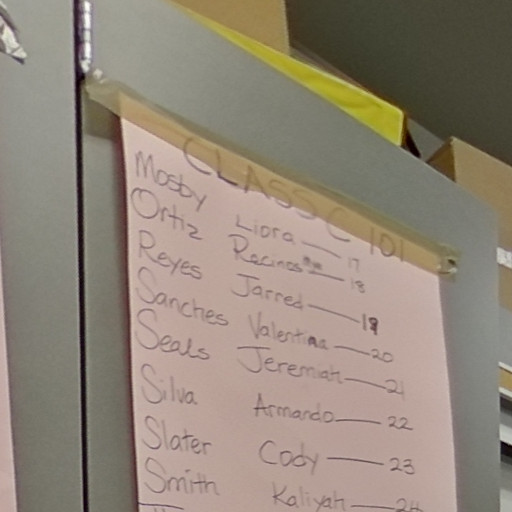 CLASS C 101
Mosby Liora — 17
Ortiz Racinos — 18
Reyes Jarred — 19
Sanches Valentina — 20
Seals Jeremiah — 21
Silva Armando — 22
Slater Cody — 23
Smith Kaliyah — 24